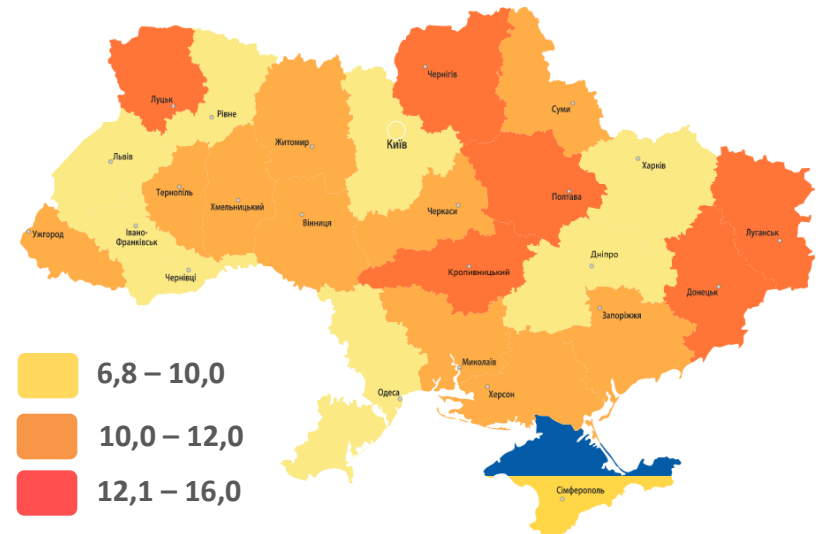 Чернігів
Луцьк
Суми
Рівне
Житомир
Київ
Львів
Харків
Тернопіль
Полтава
Хмельницький
Черкаси
Вінниця
Ужгород
Івано-
Франківськ
Луганськ
Дніпро
Чернівці
Кропивницький
Донецьк
Запоріжжя
Миколаїв
6,8 – 10,0
Одеса
Херсон
10,0 – 12,0
12,1 – 16,0
Сімферополь